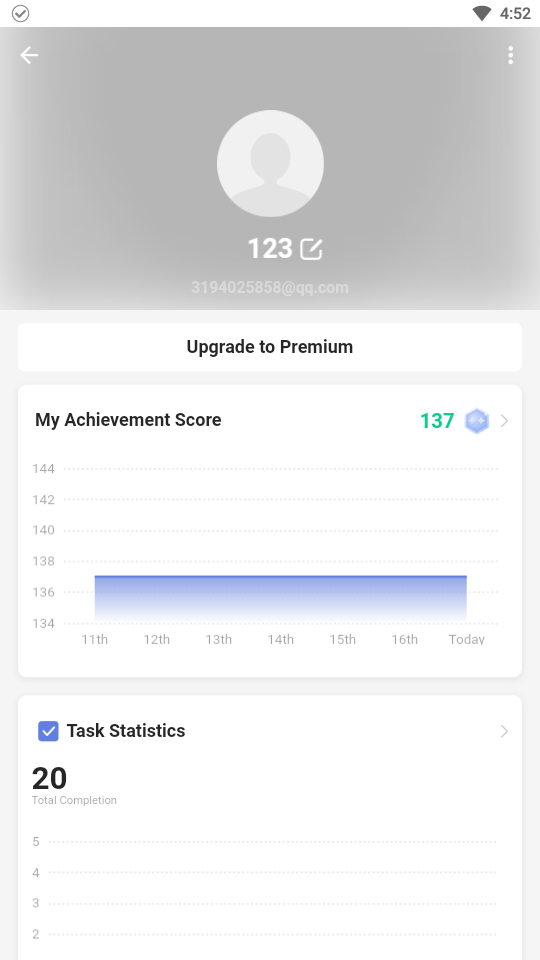 4:52
123
3194025858@qq.com
Upgrade to Premium
My Achievement Score 137
144
142
140
138
136
134
11th 12th 13th 14th 15th 16th Today
Task Statistics
20
Total Completion
5
4
3
2